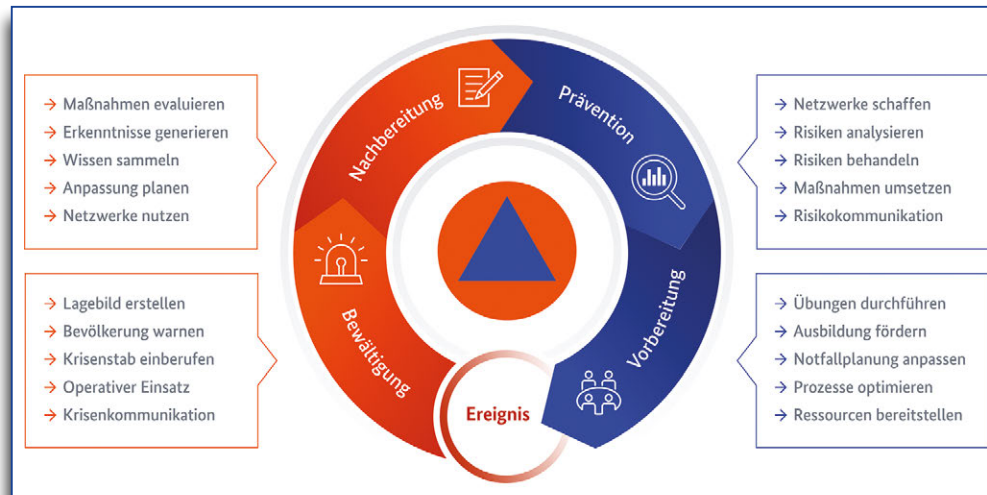 → Maßnahmen evaluieren
→ Erkenntnisse generieren
→ Wissen sammeln
→ Anpassung planen
→ Netzwerke nutzen
Nachbereitung
Prävention
→ Netzwerke schaffen
→ Risiken analysieren
→ Risiken behandeln
→ Maßnahmen umsetzen
→ Risikokommunikation
→ Lagebild erstellen
→ Bevölkerung warnen
→ Krisenstab einberufen
→ Operativer Einsatz
→ Krisenkommunikation
Bewältigung
Ereignis
Vorbereitung
→ Übungen durchführen
→ Ausbildung fördern
→ Notfallplanung anpassen
→ Prozesse optimieren
→ Ressourcen bereitstellen